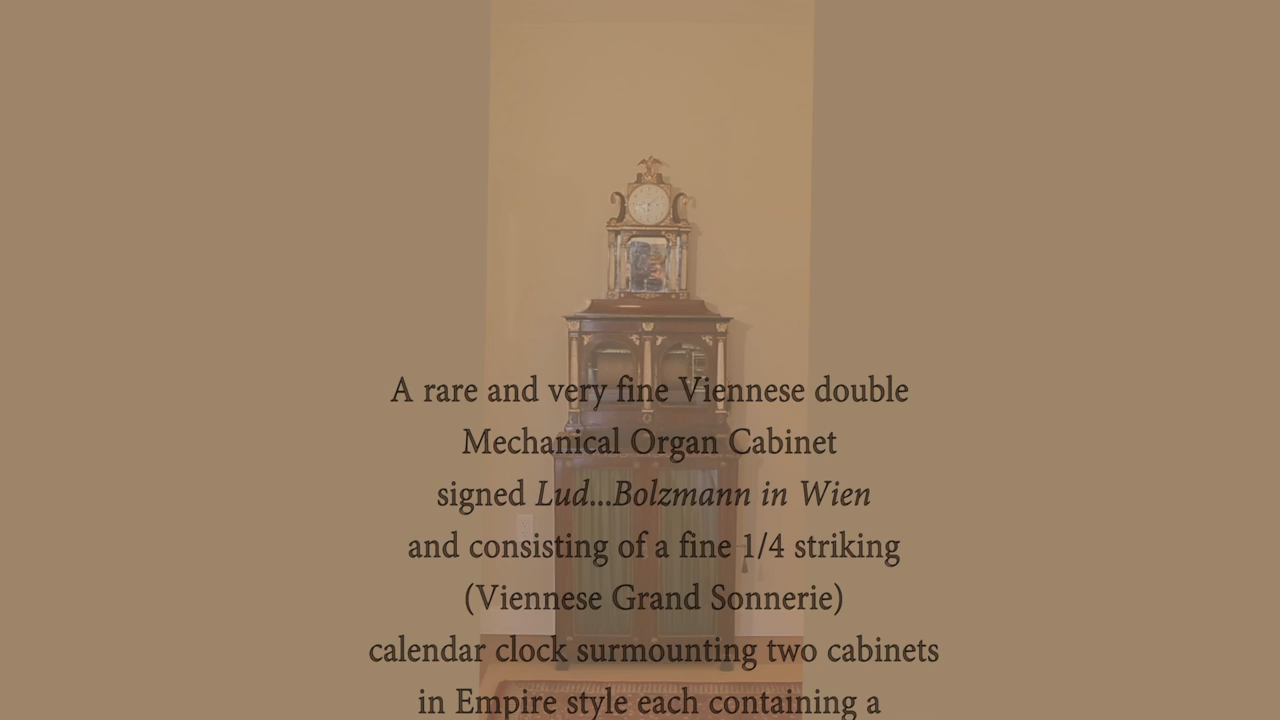 A rare and very fine Viennese double
Mechanical Organ Cabinet
signed Lud...Bolzmann in Wien
and consisting of a fine 1/4 striking
(Viennese Grand Sonnerie)
calendar clock surmounting two cabinets
in Empire style each containing a